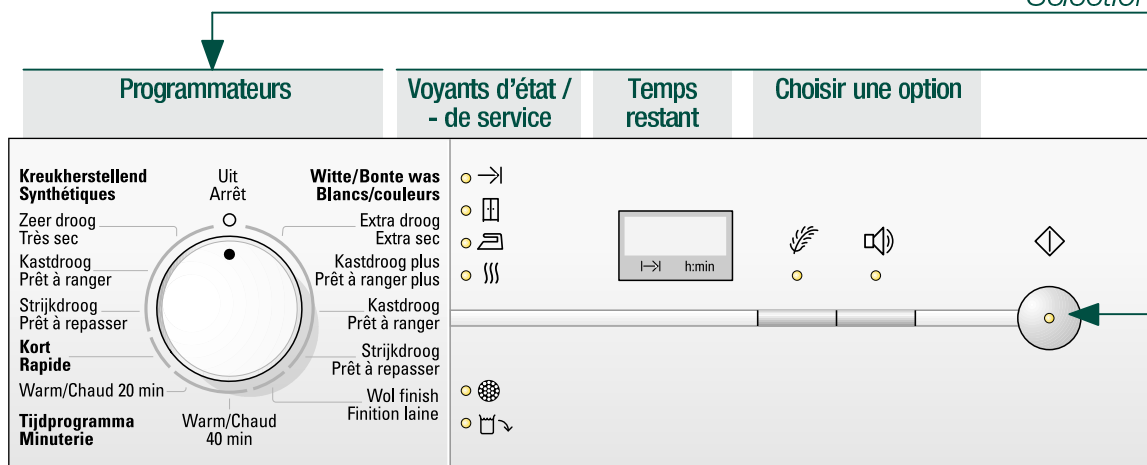 Programmateurs
Voyants d'état /
- de service
Temps
restant
Choisir une option
Kreukherstellend
Synthétiques
Zeer droog
Très sec
Kastdroog
Prêt à ranger
Strijkdroog
Prêt à repasser
Kort
Rapide
Warm/Chaud 20 min
Tijdprogramma
Minuterie
Uit
Arrêt
Warm/Chaud
40 min
Witte/Bonte was
Blancs/couleurs
Extra droog
Extra sec
Kastdroog plus
Prêt à ranger plus
Kastdroog
Prêt à ranger
Strijkdroog
Prêt à repasser
Wol finish
Finition laine
h:min